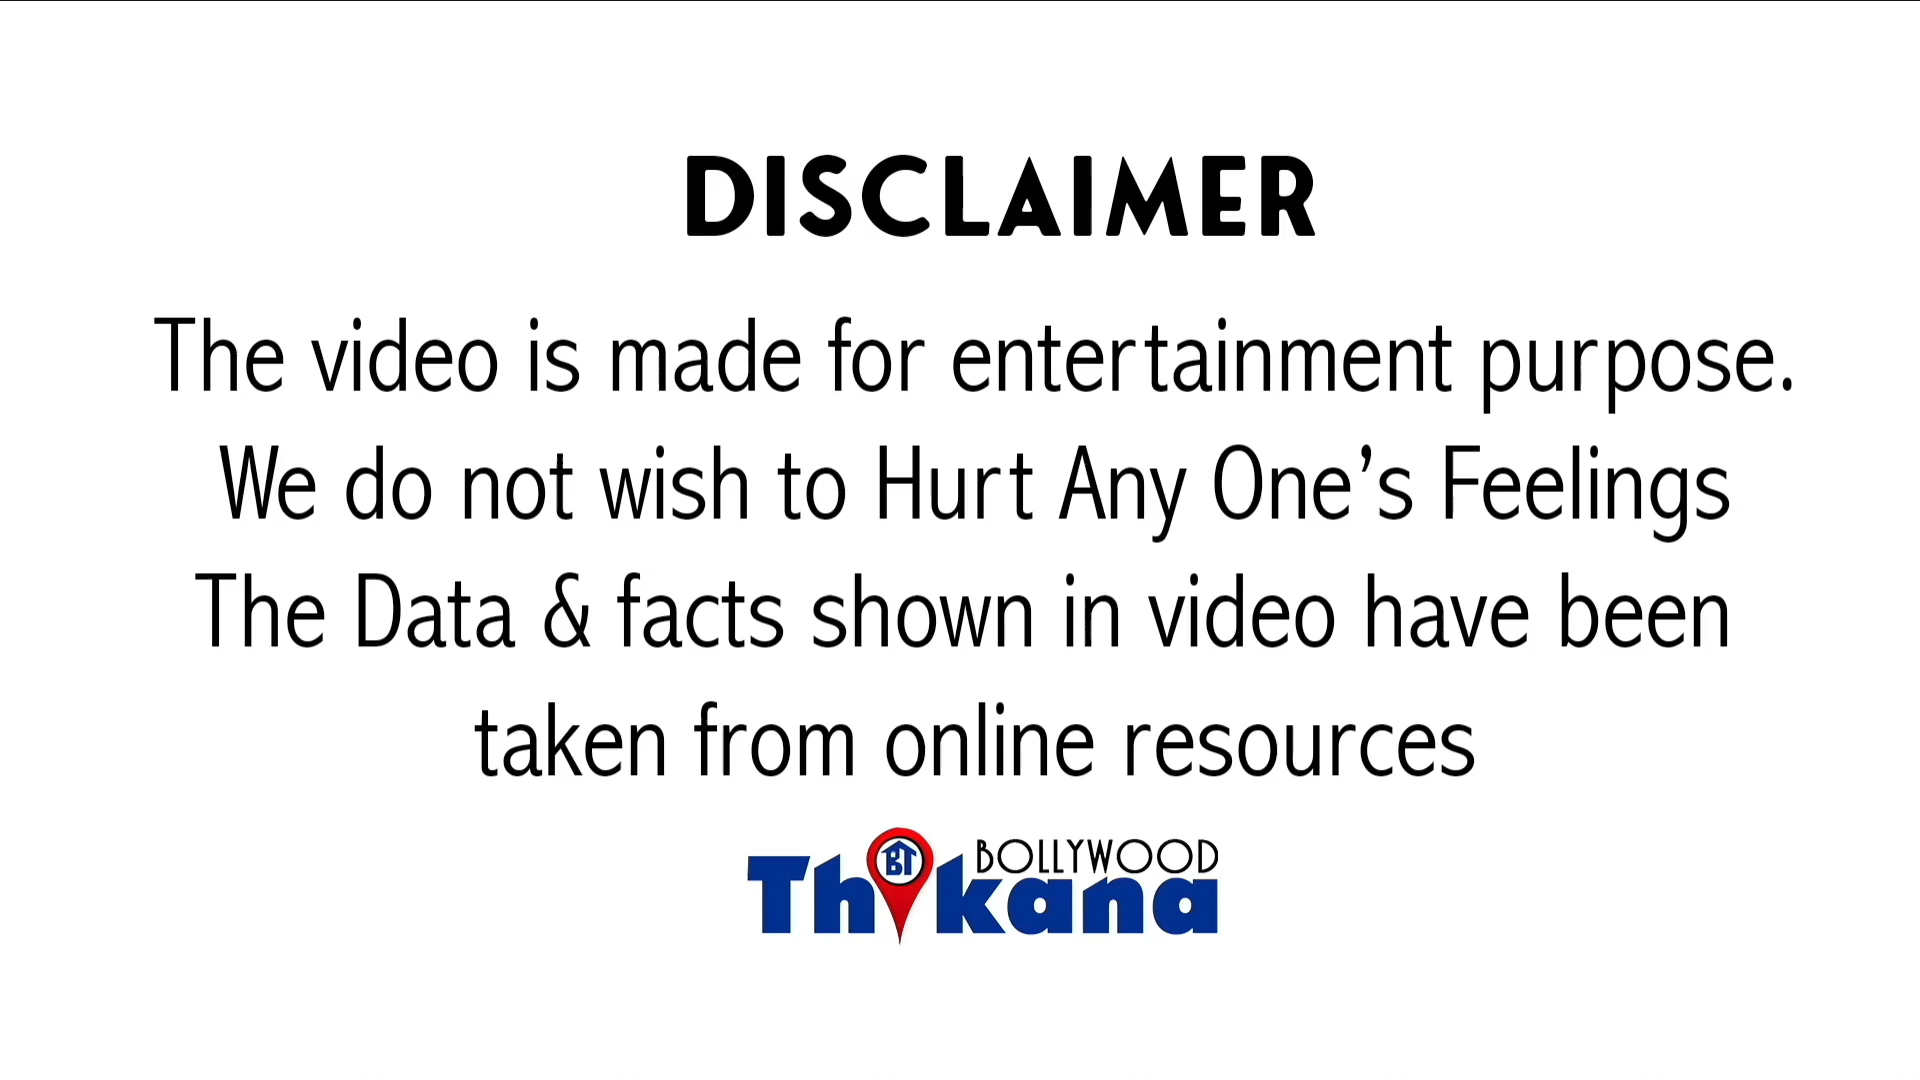 DISCLAIMER
The video is made for entertainment purpose.
We do not wish to Hurt Any One’s Feelings
The Data & facts shown in video have been
taken from online resources
BOLLYWOOD
BT
Thikana